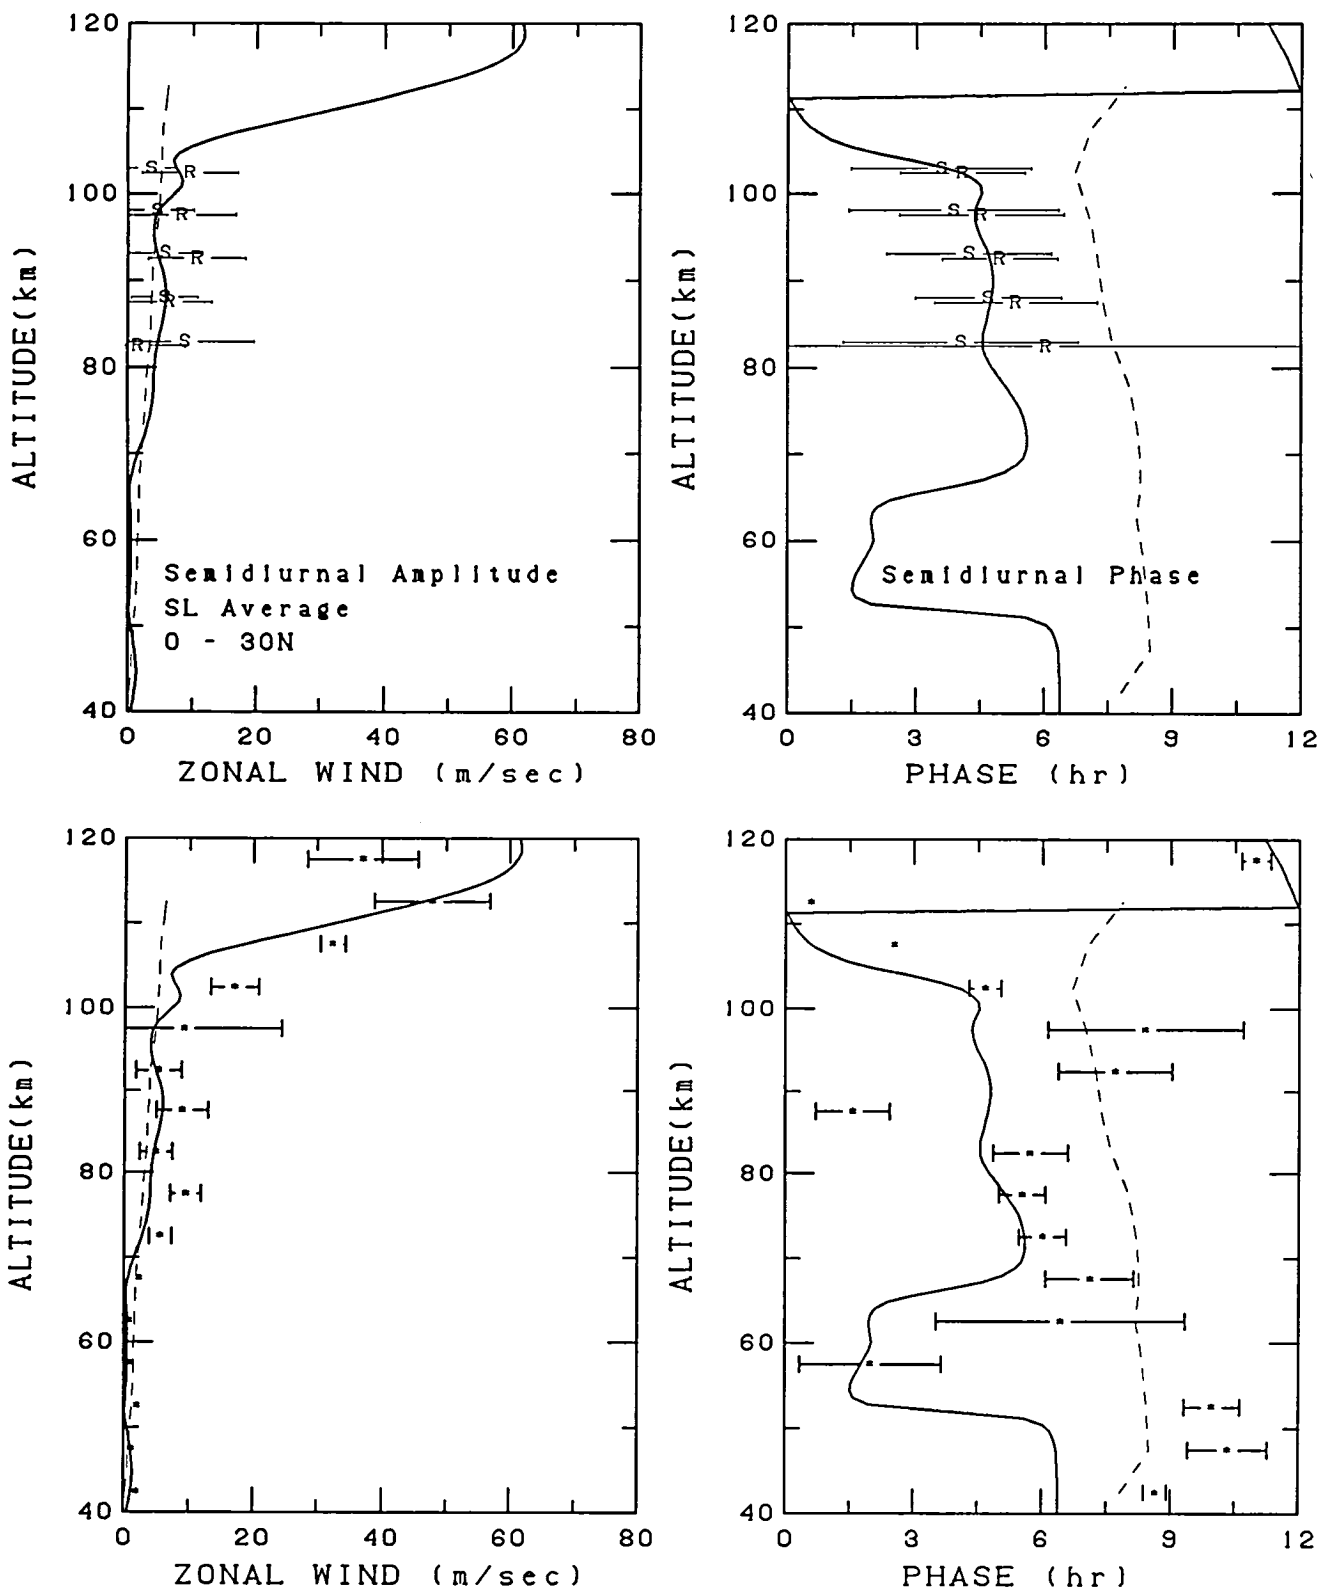 120
100
80
60
40
ALTITUDE(km)
S
R
S
R
S
R
S
R
R
S
Semidiurnal Amplitude
SL Average
0 - 30N
0 20 40 60 80
ZONAL WIND (m/sec)
120
100
80
60
40
ALTITUDE(km)
S
R
S
R
S
R
S
R
S
R
Semidiurnal Phase
0 3 6 9 12
PHASE (hr)
120
100
80
60
40
ALTITUDE(km)
0 20 40 60 80
ZONAL WIND (m/sec)
120
100
80
60
40
ALTITUDE(km)
0 3 6 9 12
PHASE (hr)